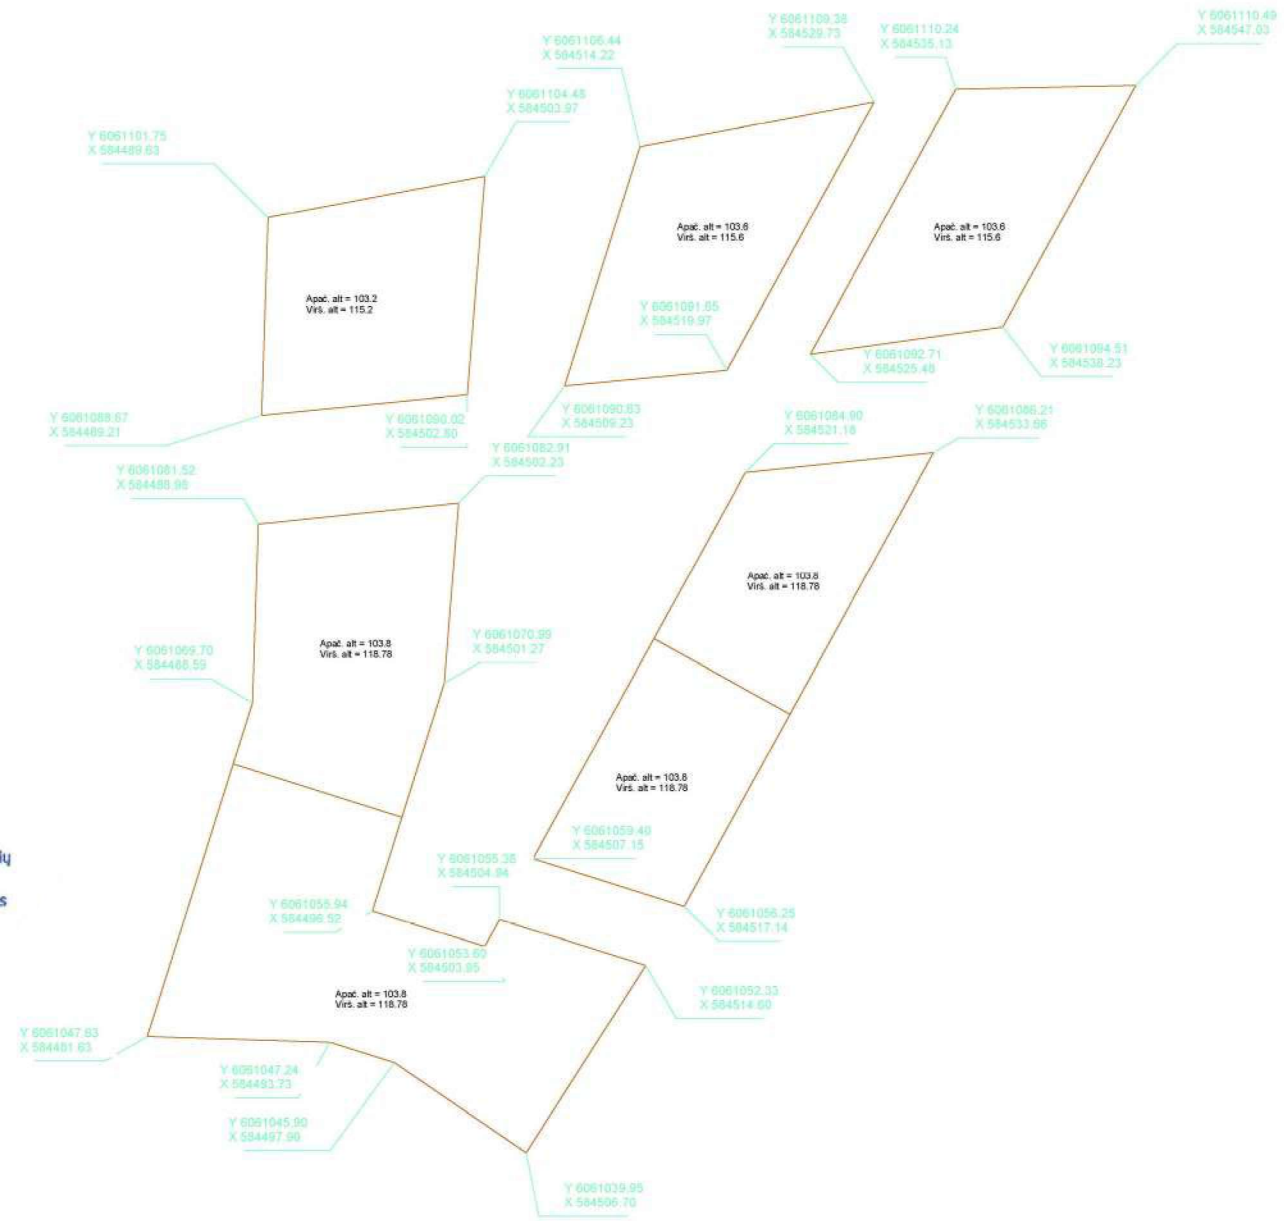 Y 6061109.38
X 584529.73
Y 6061110.24
X 584535.13
Y 6061110.49
X 584547.03
Y 6061106.44
X 584514.22
Y 6061104.48
X 584503.97
Y 6061101.75
X 584489.63
Apač. alt = 103.6
Virš. alt = 115.6
Apač. alt = 103.6
Virš. alt = 115.6
Apač. alt = 103.2
Virš. alt = 115.2
Y 6061091.65
X 584519.97
Y 6061092.71
X 584525.48
Y 6061094.51
X 584538.23
Y 6061088.67
X 584489.21
Y 6061090.02
X 584502.80
Y 6061090.63
X 584509.23
Y 6061084.90
X 584521.18
Y 6061086.21
X 584533.66
Y 6061082.91
X 584502.23
Y 6061081.52
X 584488.98
Apač. alt = 103.8
Virš. alt = 118.78
Y 6061069.70
X 584488.59
Apač. alt = 103.8
Virš. alt = 118.78
Y 6061070.99
X 584501.27
Apač. alt = 103.8
Virš. alt = 118.78
Y 6061059.40
X 584507.15
ių
Y 6061055.38
X 584504.94
s
Y 6061055.94
X 584496.52
Y 6061056.25
X 584517.14
Y 6061053.60
X 584503.95
Apač. alt = 103.8
Virš. alt = 118.78
Y 6061052.33
X 584514.60
Y 6061047.63
X 584481.63
Y 6061047.24
X 584493.73
Y 6061045.90
X 584497.99
Y 6061039.95
X 584506.70